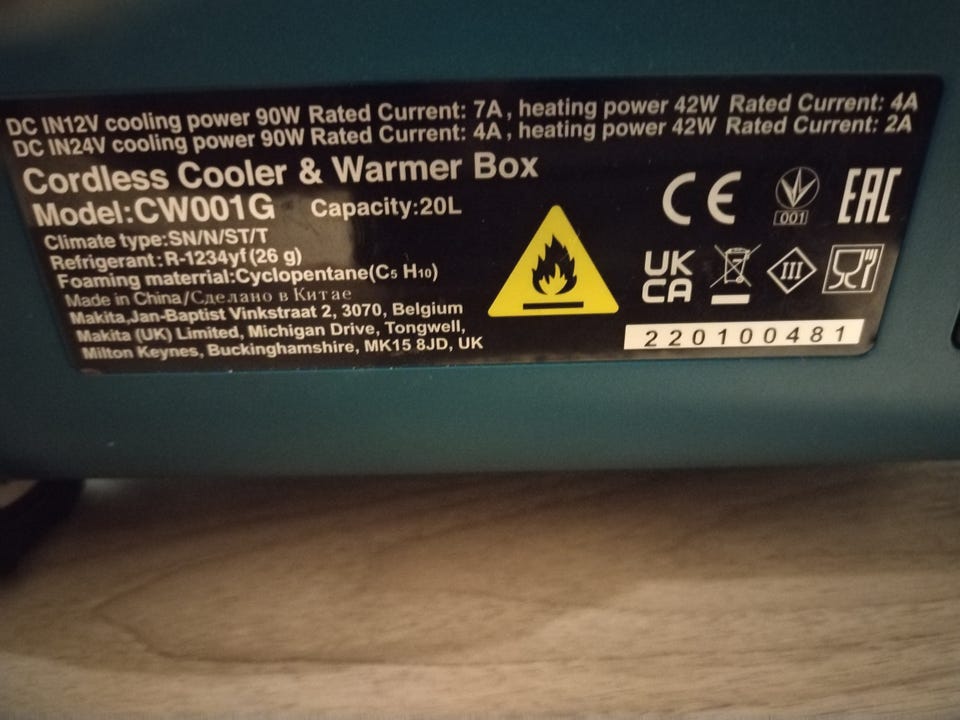 DC IN12V cooling power 90W Rated Current: 7A, heating power 42W Rated Current: 4A
DC IN24V cooling power 90W Rated Current: 4A, heating power 42W Rated Current: 2A
Cordless Cooler & Warmer Box
Model:CW001G Capacity:20L
Climate type:SN/N/ST/T
Refrigerant:R-1234yf(26 g)
Foaming materrial:Cyclopentane(C₅ H₁₀)
Made in China/Сделано в Китае
Makita,Jan-Baptist Vinkstraat 2, 3070, Belgium
Makita (UK) Limited, Michigan Drive, Tongwell,
Milton Keynes, Buckinghamshire, MK15 8JD, UK
CE
001
EAC
UK
CA
III
220100481